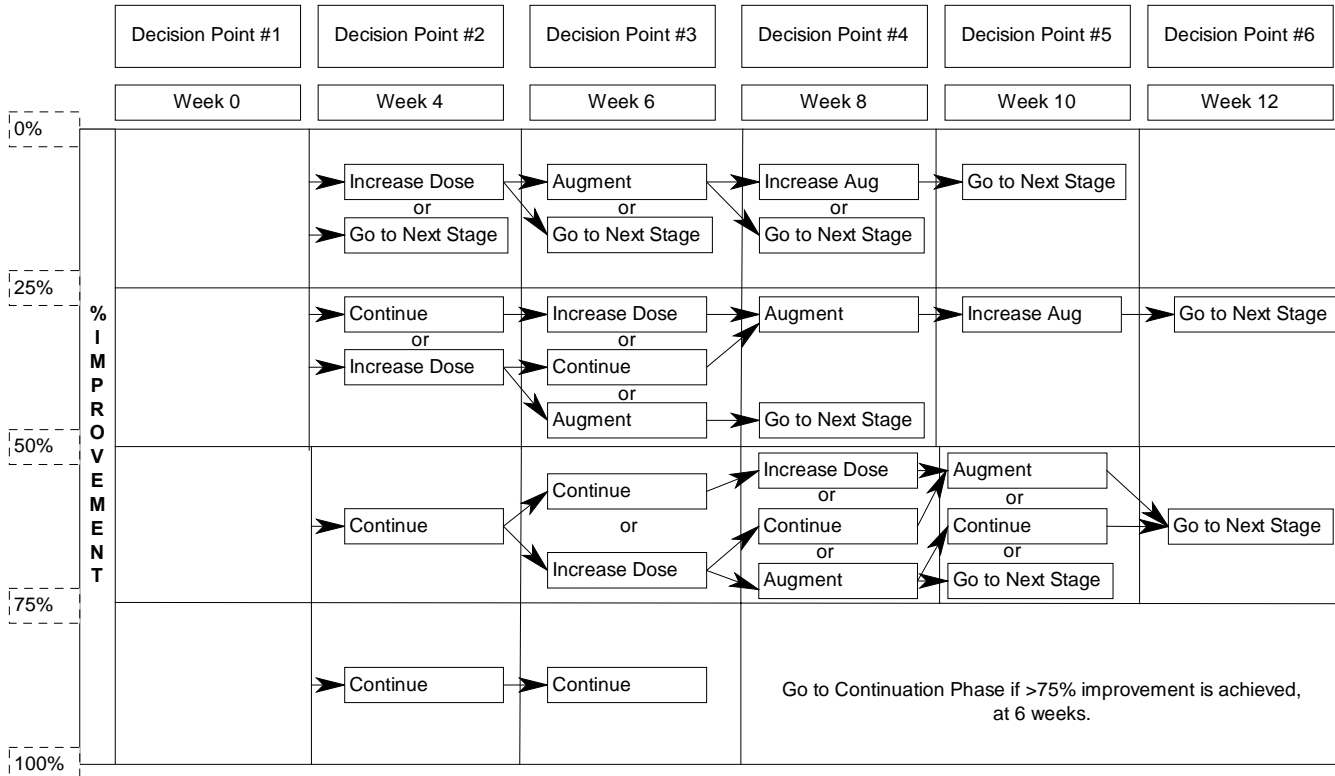 Decision Point #1
Decision Point #2
Decision Point #3
Decision Point #4
Decision Point #5
Decision Point #6
Week 0
Week 4
Week 6
Week 8
Week 10
Week 12
0%
Increase Dose
Augment
Increase Aug
Go to Next Stage
or
or
or
Go to Next Stage
Go to Next Stage
Go to Next Stage
25%
%IMPROVEMENT
Continue
Increase Dose
Augment
Increase Aug
Go to Next Stage
or
or
Increase Dose
Continue
or
Augment
Go to Next Stage
50%
Continue
Continue
or
Increase Dose
Increase Dose
or
Continue
or
Augment
Augment
or
Continue
or
Go to Next Stage
Go to Next Stage
75%
Continue
Continue
Go to Continuation Phase if >75% improvement is achieved,
at 6 weeks.
100%